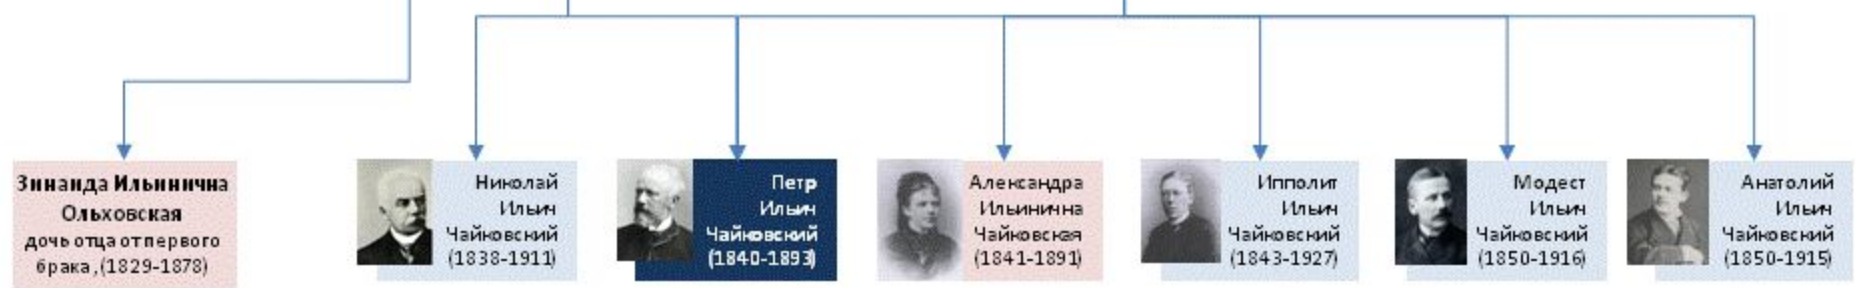 Зинаида Ильинична
Ольховская
дочь отца от первого
брака, (1829-1878)
Николай
Ильич
Чайковский
(1838-1911)
Петр
Ильич
Чайковский
(1840-1893)
Александра
Ильинична
Чайковская
(1841-1891)
Ипполит
Ильич
Чайковский
(1843-1927)
Модест
Ильич
Чайковский
(1850-1916)
Анатолий
Ильич
Чайковский
(1850-1915)